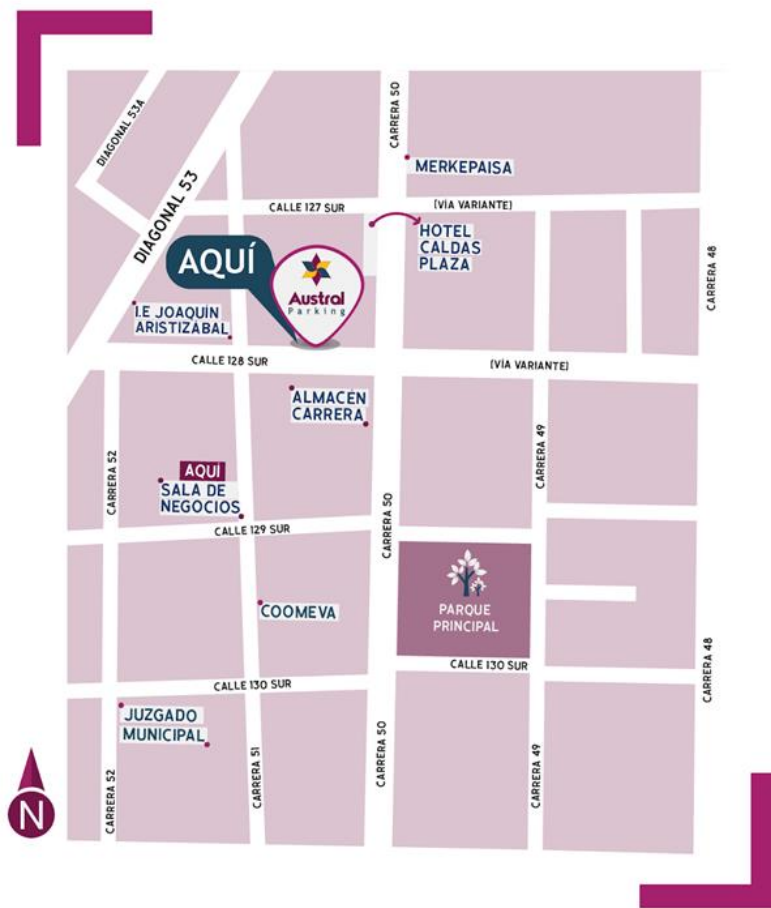 CARRERA 50
DIAGONAL 53A
MERKEPAISA
DIAGONAL 53
CALLE 127 SUR
(VÍA VARIANTE)
HOTEL
CALDAS
PLAZA
CARRERA 48
AQUÍ
Austral
Parking
I.E JOAQUÍN
ARISTIZÁBAL
CALLE 128 SUR
(VÍA VARIANTE)
ALMACÉN
CARRERA
CARRERA 52
CARRERA 49
AQUÍ
SALA DE
NEGOCIOS
CALLE 129 SUR
CARRERA 50
COOMEVA
PARQUE
PRINCIPAL
CALLE 130 SUR
CARRERA 48
CALLE 130 SUR
JUZGADO
MUNICIPAL
CARRERA 50
CARRERA 52
CARRERA 51
CARRERA 49
N